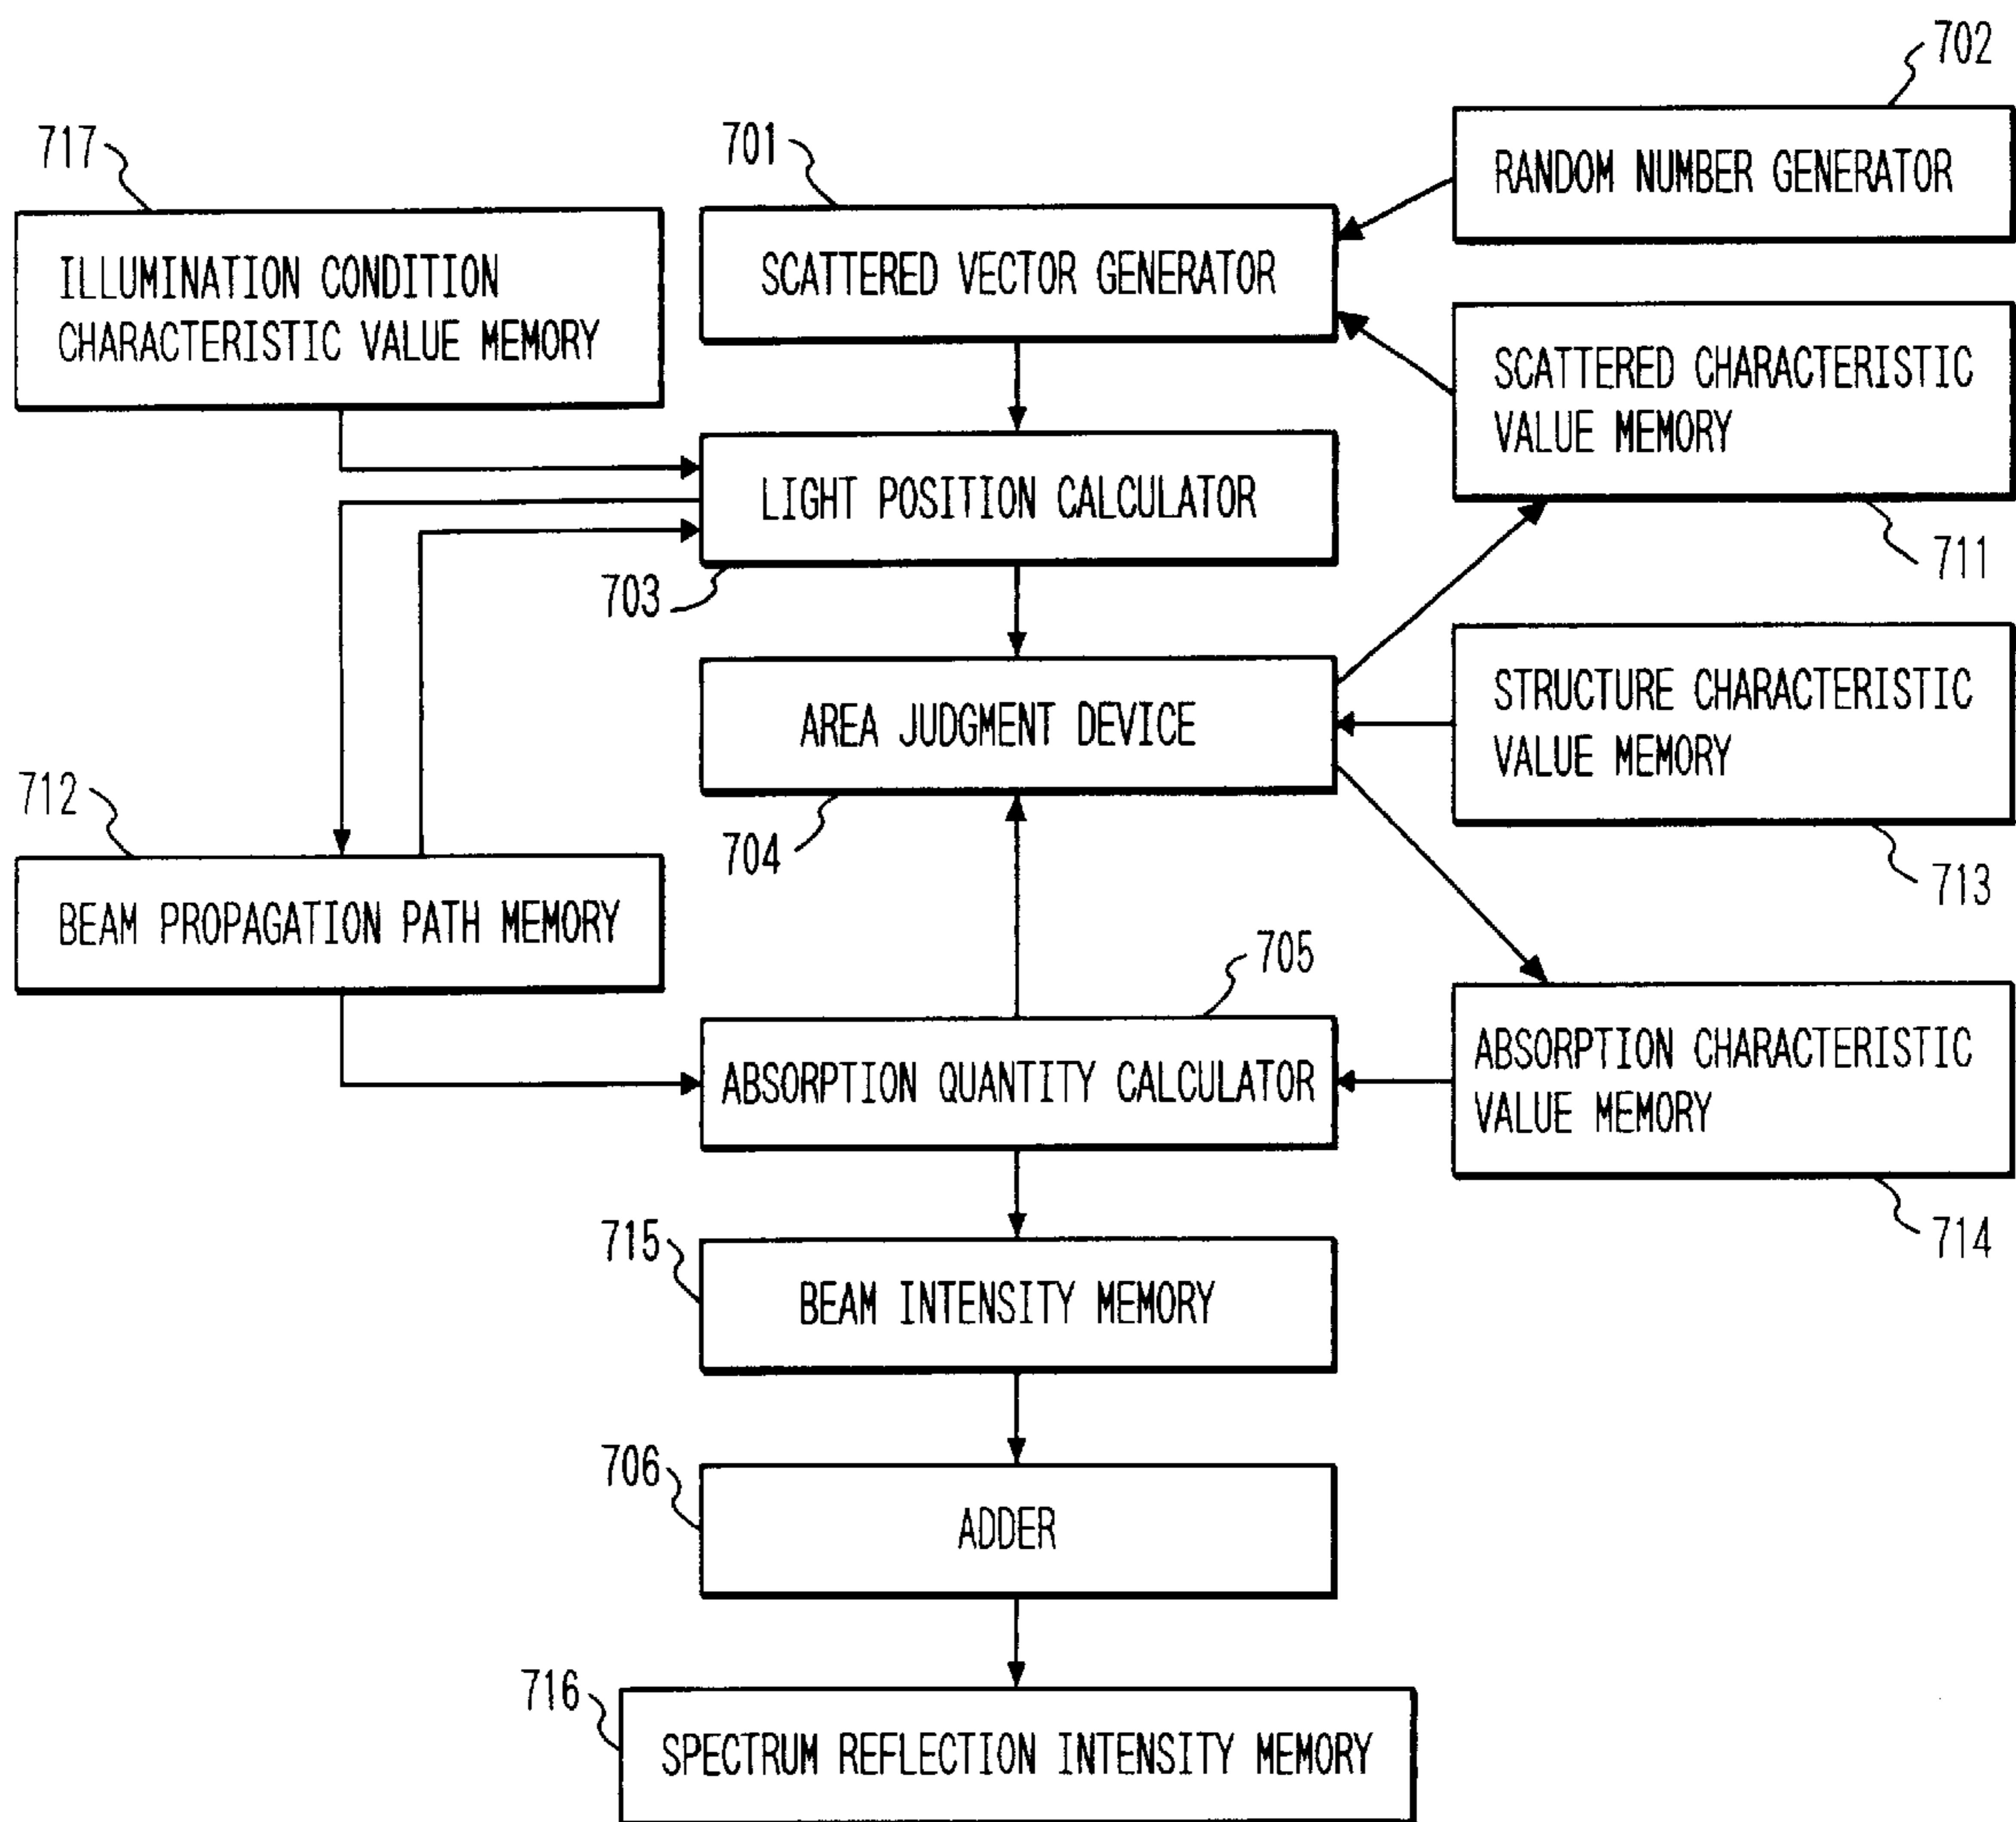 702
717
701
RANDOM NUMBER GENERATOR
ILLUMINATION CONDITION
CHARACTERISTIC VALUE MEMORY
SCATTERED VECTOR GENERATOR
SCATTERED CHARACTERISTIC
VALUE MEMORY
LIGHT POSITION CALCULATOR
703
711
AREA JUDGMENT DEVICE
STRUCTURE CHARACTERISTIC
VALUE MEMORY
712
704
713
BEAM PROPAGATION PATH MEMORY
705
ABSORPTION QUANTITY CALCULATOR
ABSORPTION CHARACTERISTIC
VALUE MEMORY
715
714
BEAM INTENSITY MEMORY
706
ADDER
716
SPECTRUM REFLECTION INTENSITY MEMORY